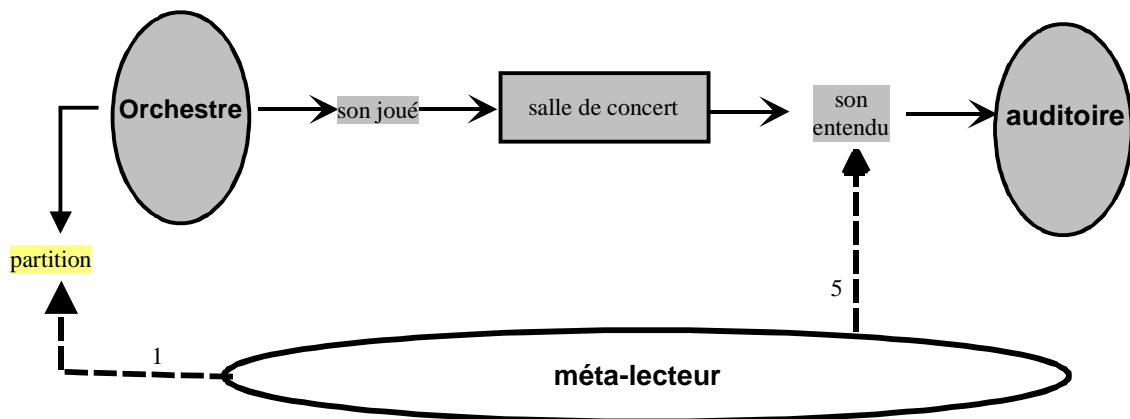 Orchestre
son joué
salle de concert
son
entendu
auditoire
partition
5
1
méta-lecteur